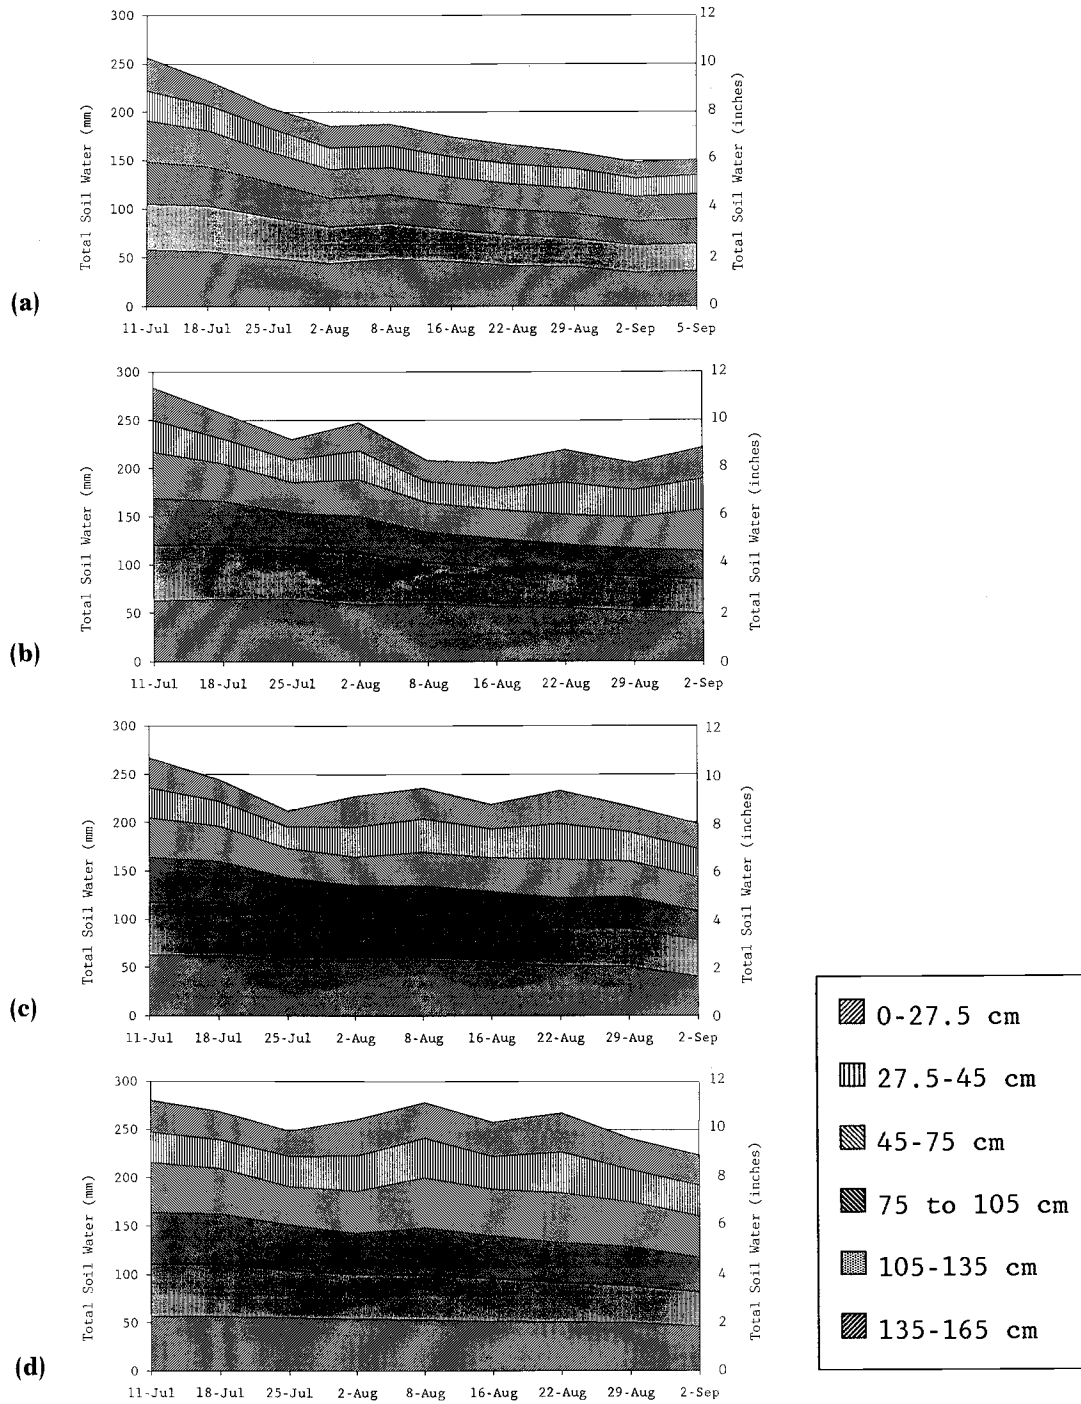 300
250
200
150
100
50
0
Total Soil Water (mm)
12
10
8
6
4
2
0
Total Soil Water (inches)
(a)
11-Jul 18-Jul 25-Jul 2-Aug 8-Aug 16-Aug 22-Aug 29-Aug 2-Sep 5-Sep
300
250
200
150
100
50
0
Total Soil Water (mm)
12
10
8
6
4
2
0
Total Soil Water (inches)
(b)
11-Jul 18-Jul 25-Jul 2-Aug 8-Aug 16-Aug 22-Aug 29-Aug 2-Sep
300
250
200
150
100
50
0
Total Soil Water (mm)
12
10
8
6
4
2
0
Total Soil Water (inches)
(c)
11-Jul 18-Jul 25-Jul 2-Aug 8-Aug 16-Aug 22-Aug 29-Aug 2-Sep
300
250
200
150
100
50
0
Total Soil Water (mm)
12
10
8
6
4
2
0
Total Soil Water (inches)
(d)
11-Jul 18-Jul 25-Jul 2-Aug 8-Aug 16-Aug 22-Aug 29-Aug 2-Sep
0-27.5 cm
27.5-45 cm
45-75 cm
75 to 105 cm
105-135 cm
135-165 cm